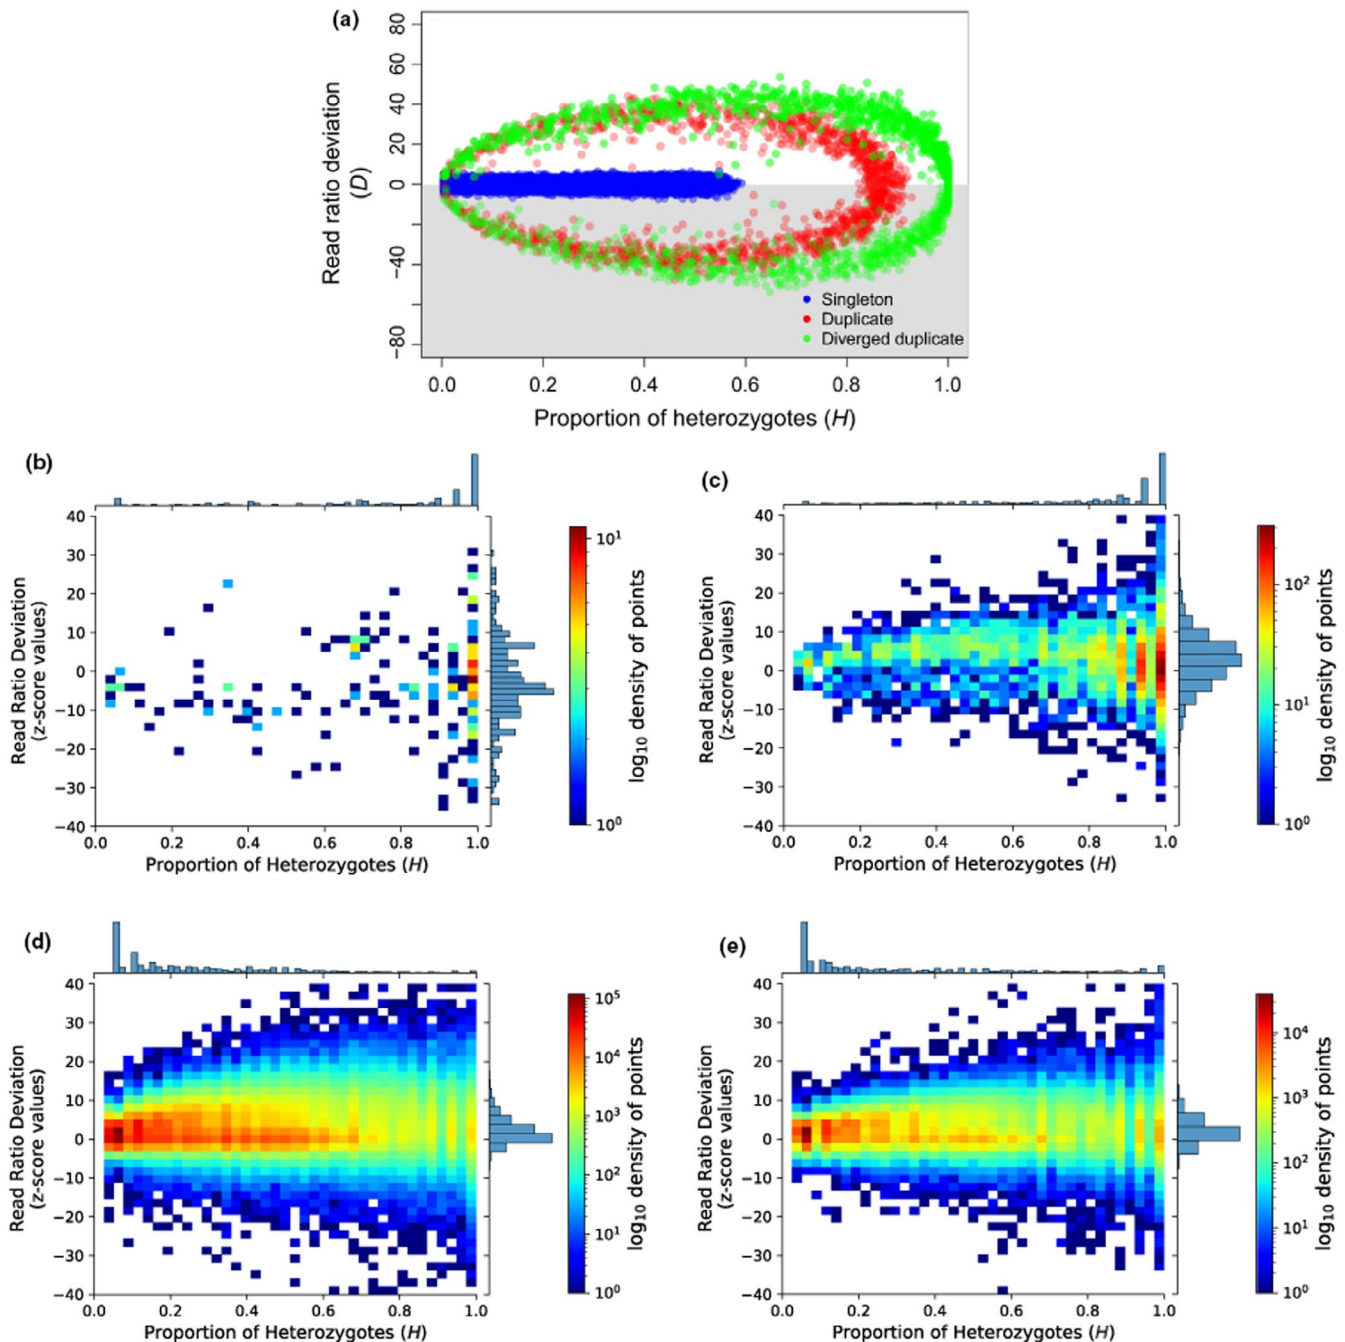 (a)
80
60
40
20
0
−40
−80
Read ratio deviation
(D)
Singleton
Duplicate
Diverged duplicate
0.0 0.2 0.4 0.6 0.8 1.0
Proportion of heterozygotes (H)
(b)
40
30
20
10
0
−10
−20
−30
−40
Read Ratio Deviation
(z-score values)
0.0 0.2 0.4 0.6 0.8 1.0
Proportion of Heterozygotes (H)
10¹
10⁰
log₁₀ density of points
(c)
40
30
20
10
0
−10
−20
−30
−40
Read Ratio Deviation
(z-score values)
0.0 0.2 0.4 0.6 0.8 1.0
Proportion of Heterozygotes (H)
10²
10¹
10⁰
log₁₀ density of points
(d)
40
30
20
10
0
−10
−20
−30
−40
Read Ratio Deviation
(z-score values)
0.0 0.2 0.4 0.6 0.8 1.0
Proportion of Heterozygotes (H)
10⁵
10⁴
10³
10²
10¹
10⁰
log₁₀ density of points
(e)
40
30
20
10
0
−10
−20
−30
−40
Read Ratio Deviation
(z-score values)
0.0 0.2 0.4 0.6 0.8 1.0
Proportion of Heterozygotes (H)
10⁴
10³
10²
10¹
10⁰
log₁₀ density of points